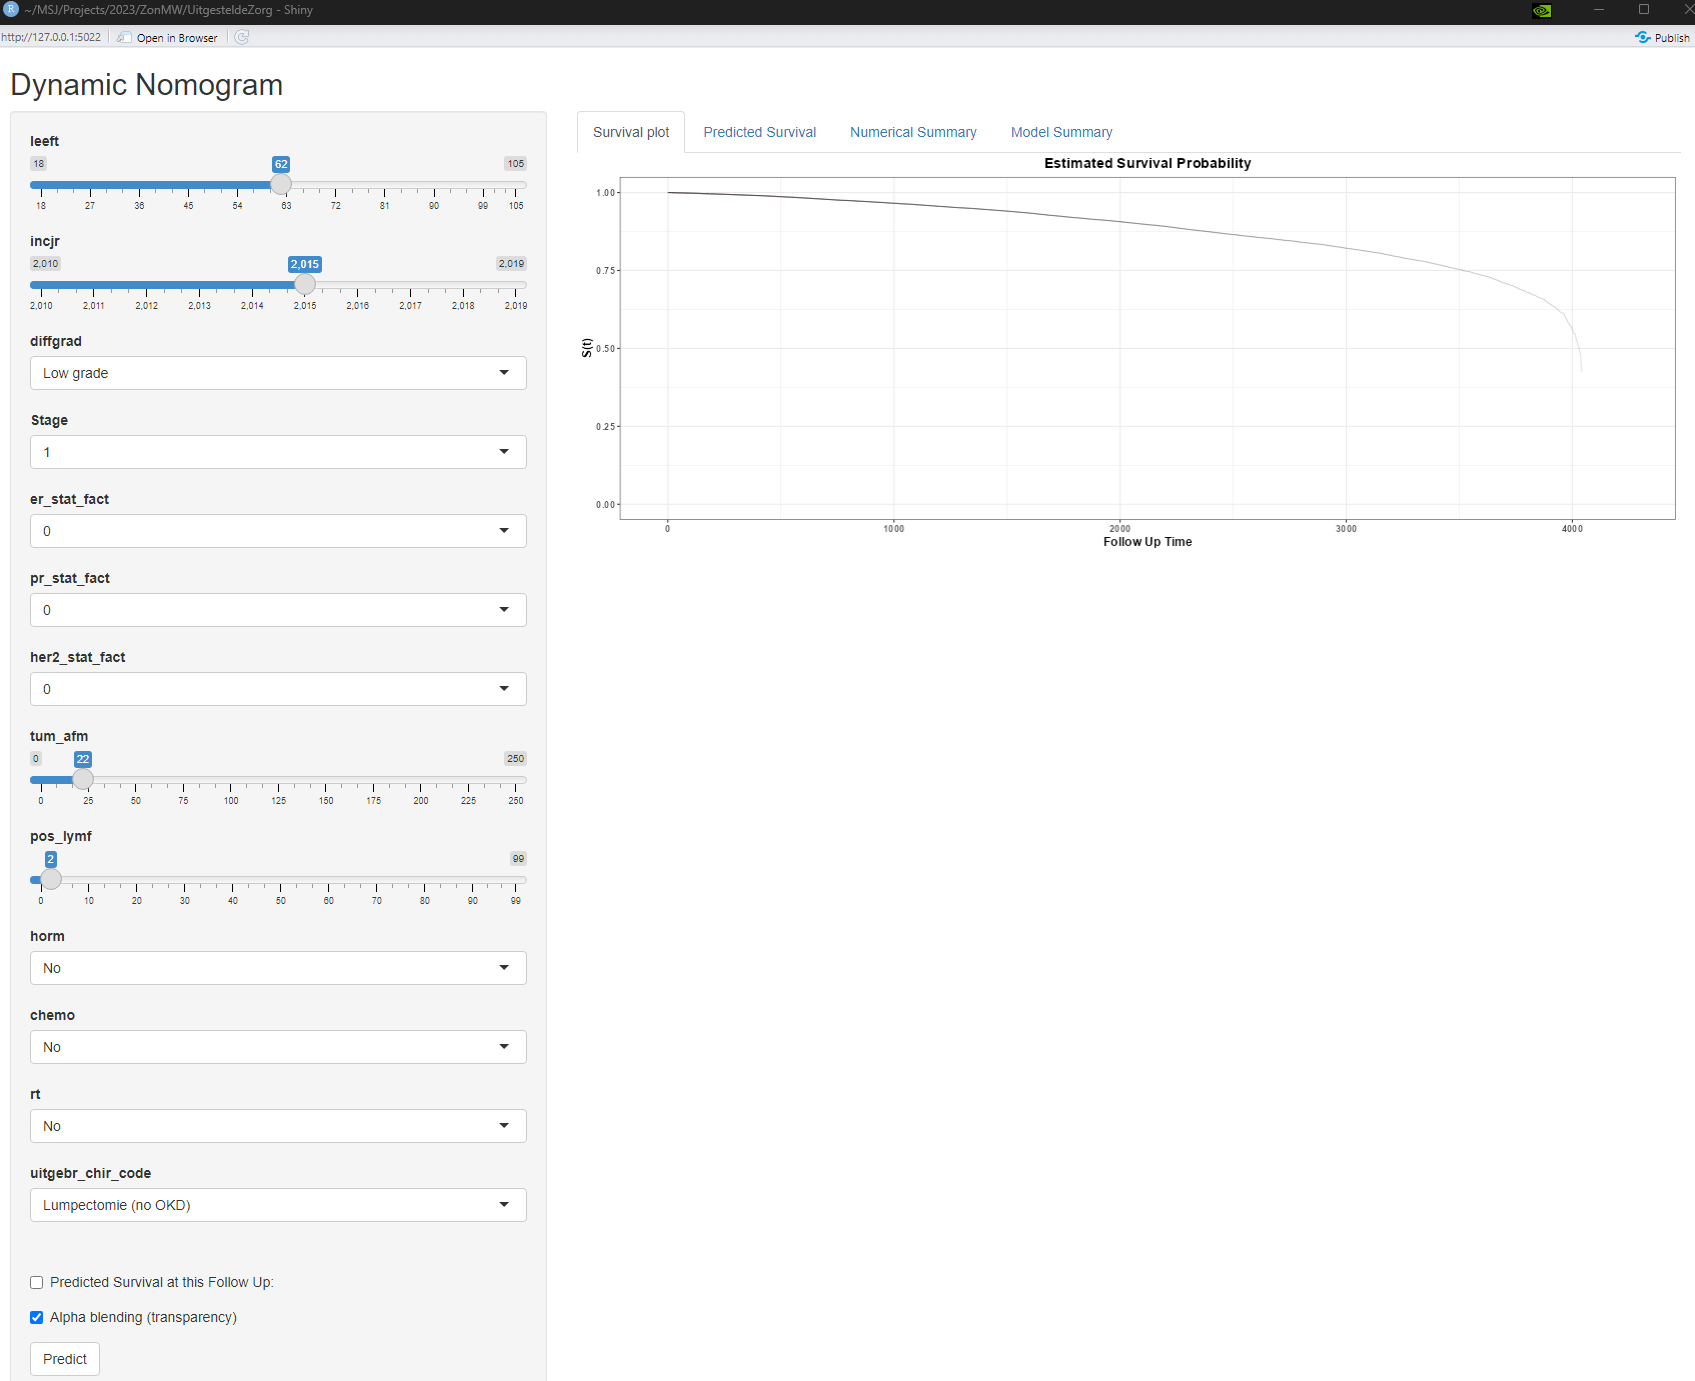 R ~/MSJ/Projects/2023/ZonMW/UitgesteldeZorg - Shiny
http://127.0.0.1:5022 Open in Browser Publish
Dynamic Nomogram
leeft
18 62 105
18 27 36 45 54 63 72 81 90 99 105
incjr
2,010 2,015 2,019
2,010 2,011 2,012 2,013 2,014 2,015 2,016 2,017 2,018 2,019
diffgrad
Low grade
Stage
1
er_stat_fact
0
pr_stat_fact
0
her2_stat_fact
0
tum_afm
0 22 250
0 25 50 75 100 125 150 175 200 225 250
pos_lymf
2 99
0 10 20 30 40 50 60 70 80 90 99
horm
No
chemo
No
rt
No
uitgebr_chir_code
Lumpectomie (no OKD)
Predicted Survival at this Follow Up:
Alpha blending (transparency)
Predict
Survival plot Predicted Survival Numerical Summary Model Summary
Estimated Survival Probability
S(t)
1.00
0.75
0.50
0.25
0.00
0 1000 2000 3000 4000
Follow Up Time